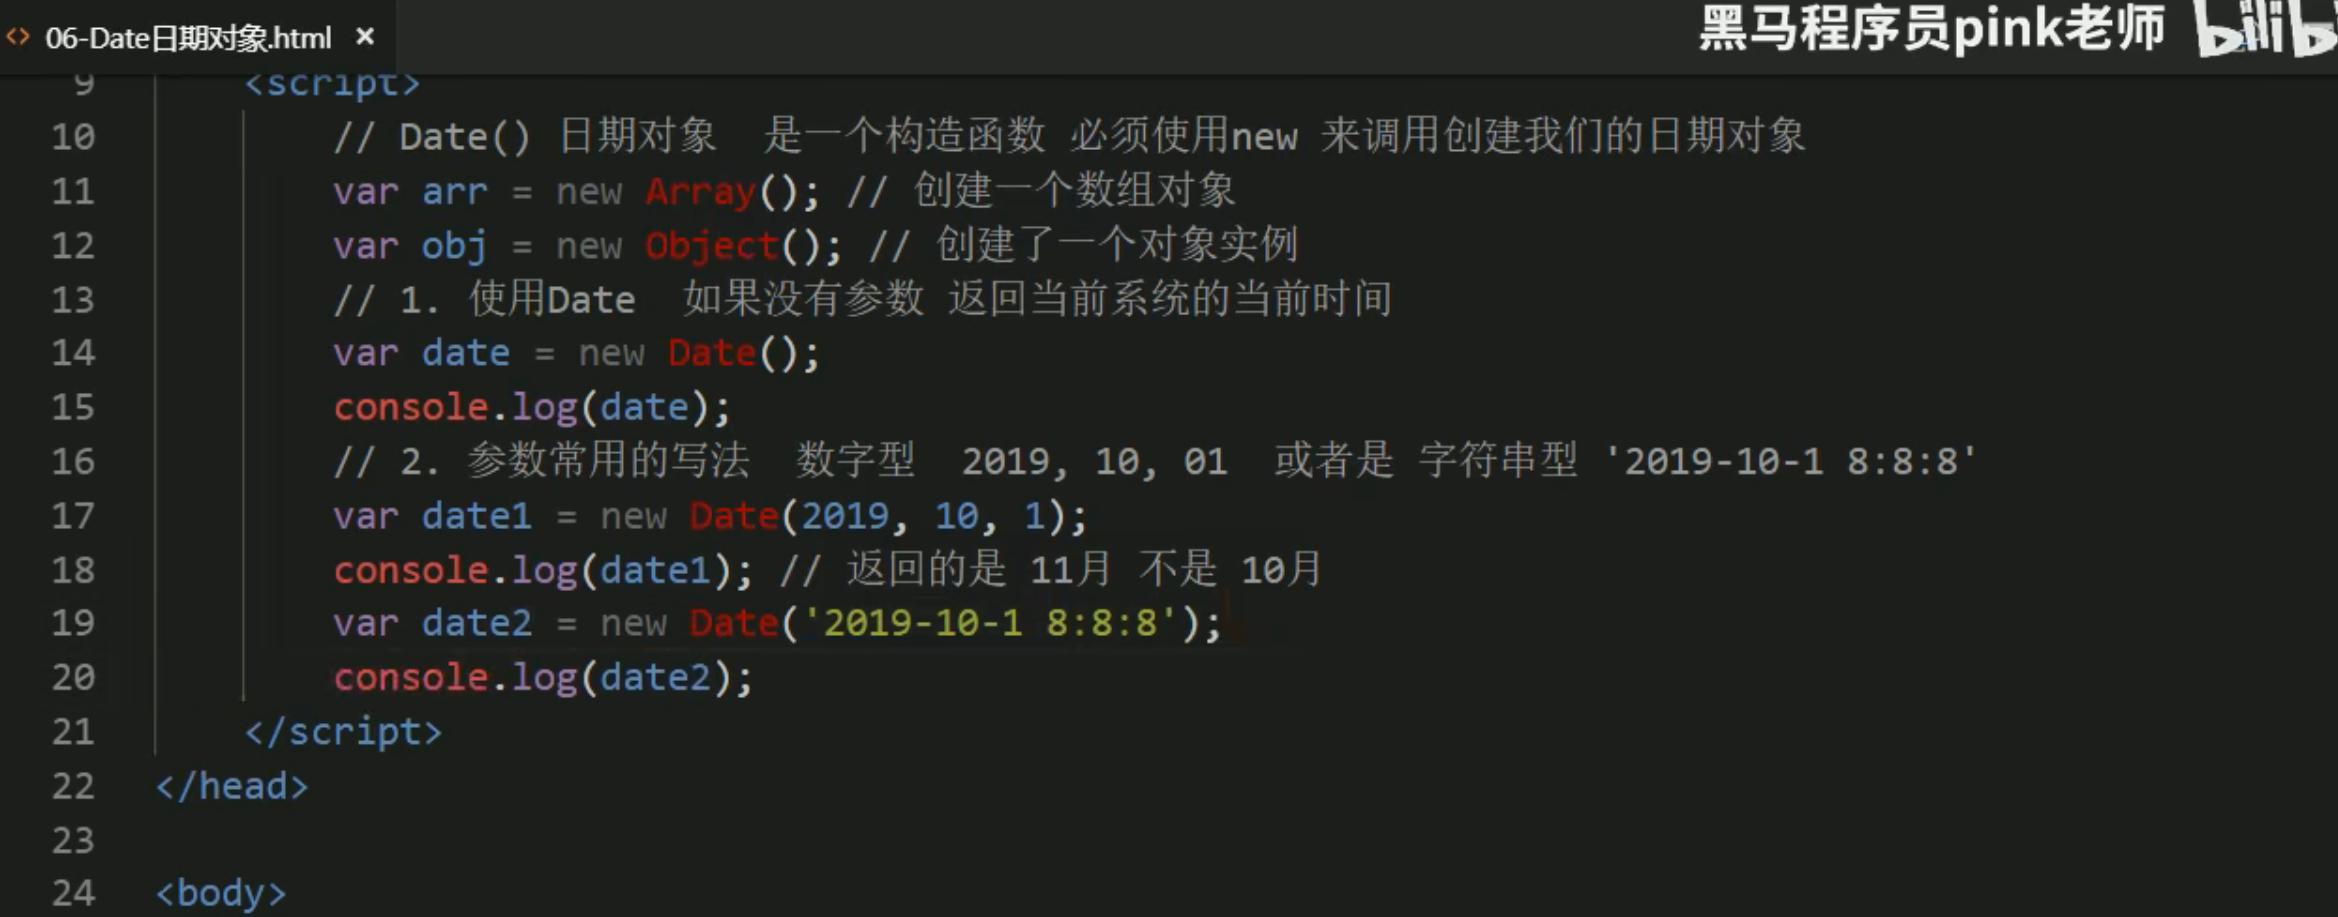 06-Date日期对象.html ×
黑马程序员pink老师
9 <script>
10 // Date() 日期对象 是一个构造函数 必须使用new 来调用创建我们的日期对象
11 var arr = new Array(); // 创建一个数组对象
12 var obj = new Object(); // 创建了一个对象实例
13 // 1. 使用Date 如果没有参数 返回当前系统的当前时间
14 var date = new Date();
15 console.log(date);
16 // 2. 参数常用的写法 数字型 2019, 10, 01 或者是 字符串型 '2019-10-1 8:8:8'
17 var date1 = new Date(2019, 10, 1);
18 console.log(date1); // 返回的是 11月 不是 10月
19 var date2 = new Date('2019-10-1 8:8:8');
20 console.log(date2);
21 </script>
22 </head>
23
24 <body>